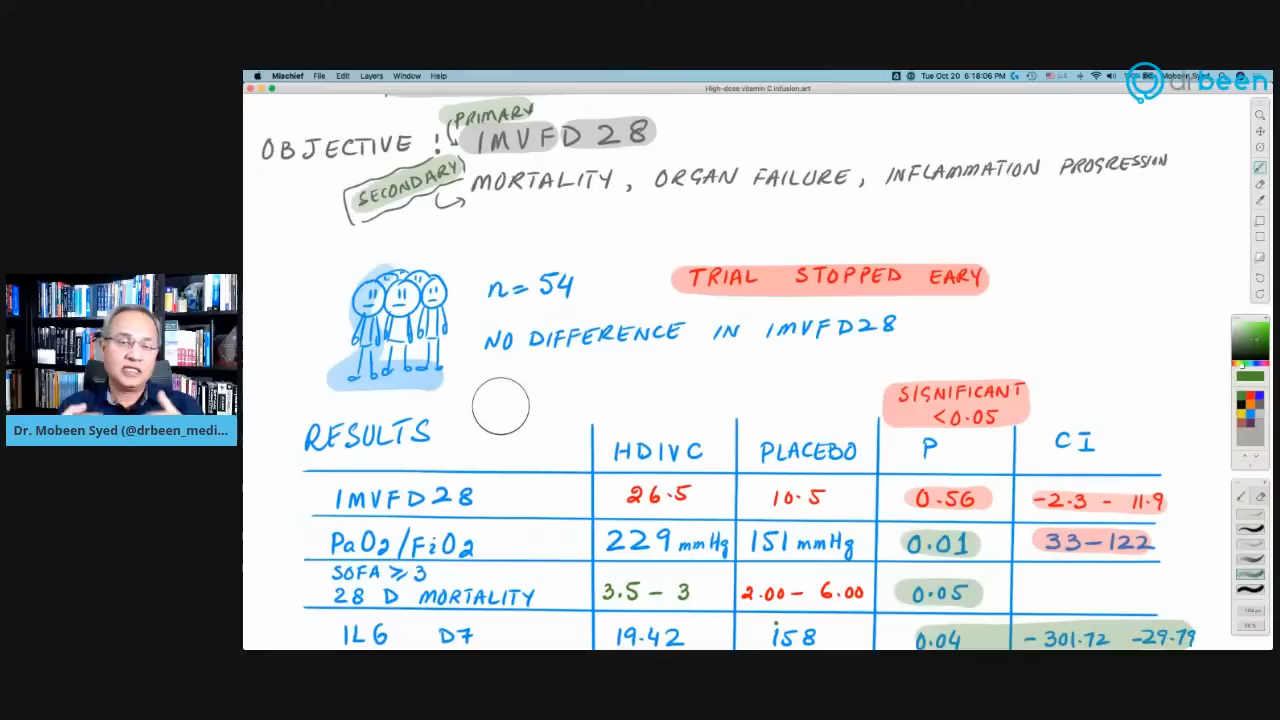 Mischief File Edit Layers Window Help
Tue Oct 20 6:18:06 PM
Mobeen Syed
drbeen
High-dose vitamin C infusion.art
PRIMARY
OBJECTIVE : IMVFD 28
SECONDARY
MORTALITY, ORGAN FAILURE, INFLAMMATION PROGRESSION
n = 54
TRIAL STOPPED EARY
NO DIFFERENCE IN IMVFD28
SIGNIFICANT
<0.05
RESULTS HDIVC PLACEBO P CI
IMVFD28 26.5 10.5 0.56 -2.3 - 11.9
PaO2/FiO2 229 mmHg 151 mmHg 0.01 33-122
SOFA ≥ 3
28 D MORTALITY 3.5 - 3 2.00 - 6.00 0.05
IL6 D7 19.42 158 0.04 - 301.72 -29.79
Dr. Mobeen Syed (@drbeen_medi...